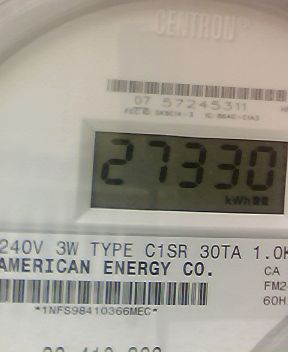 CENTRON®
07 57245311
27330
kWh
240V 3W TYPE C1SR 30TA 1.0K
AMERICAN ENERGY CO.
CA
FM2
60H
*1NFS98410366MEC*